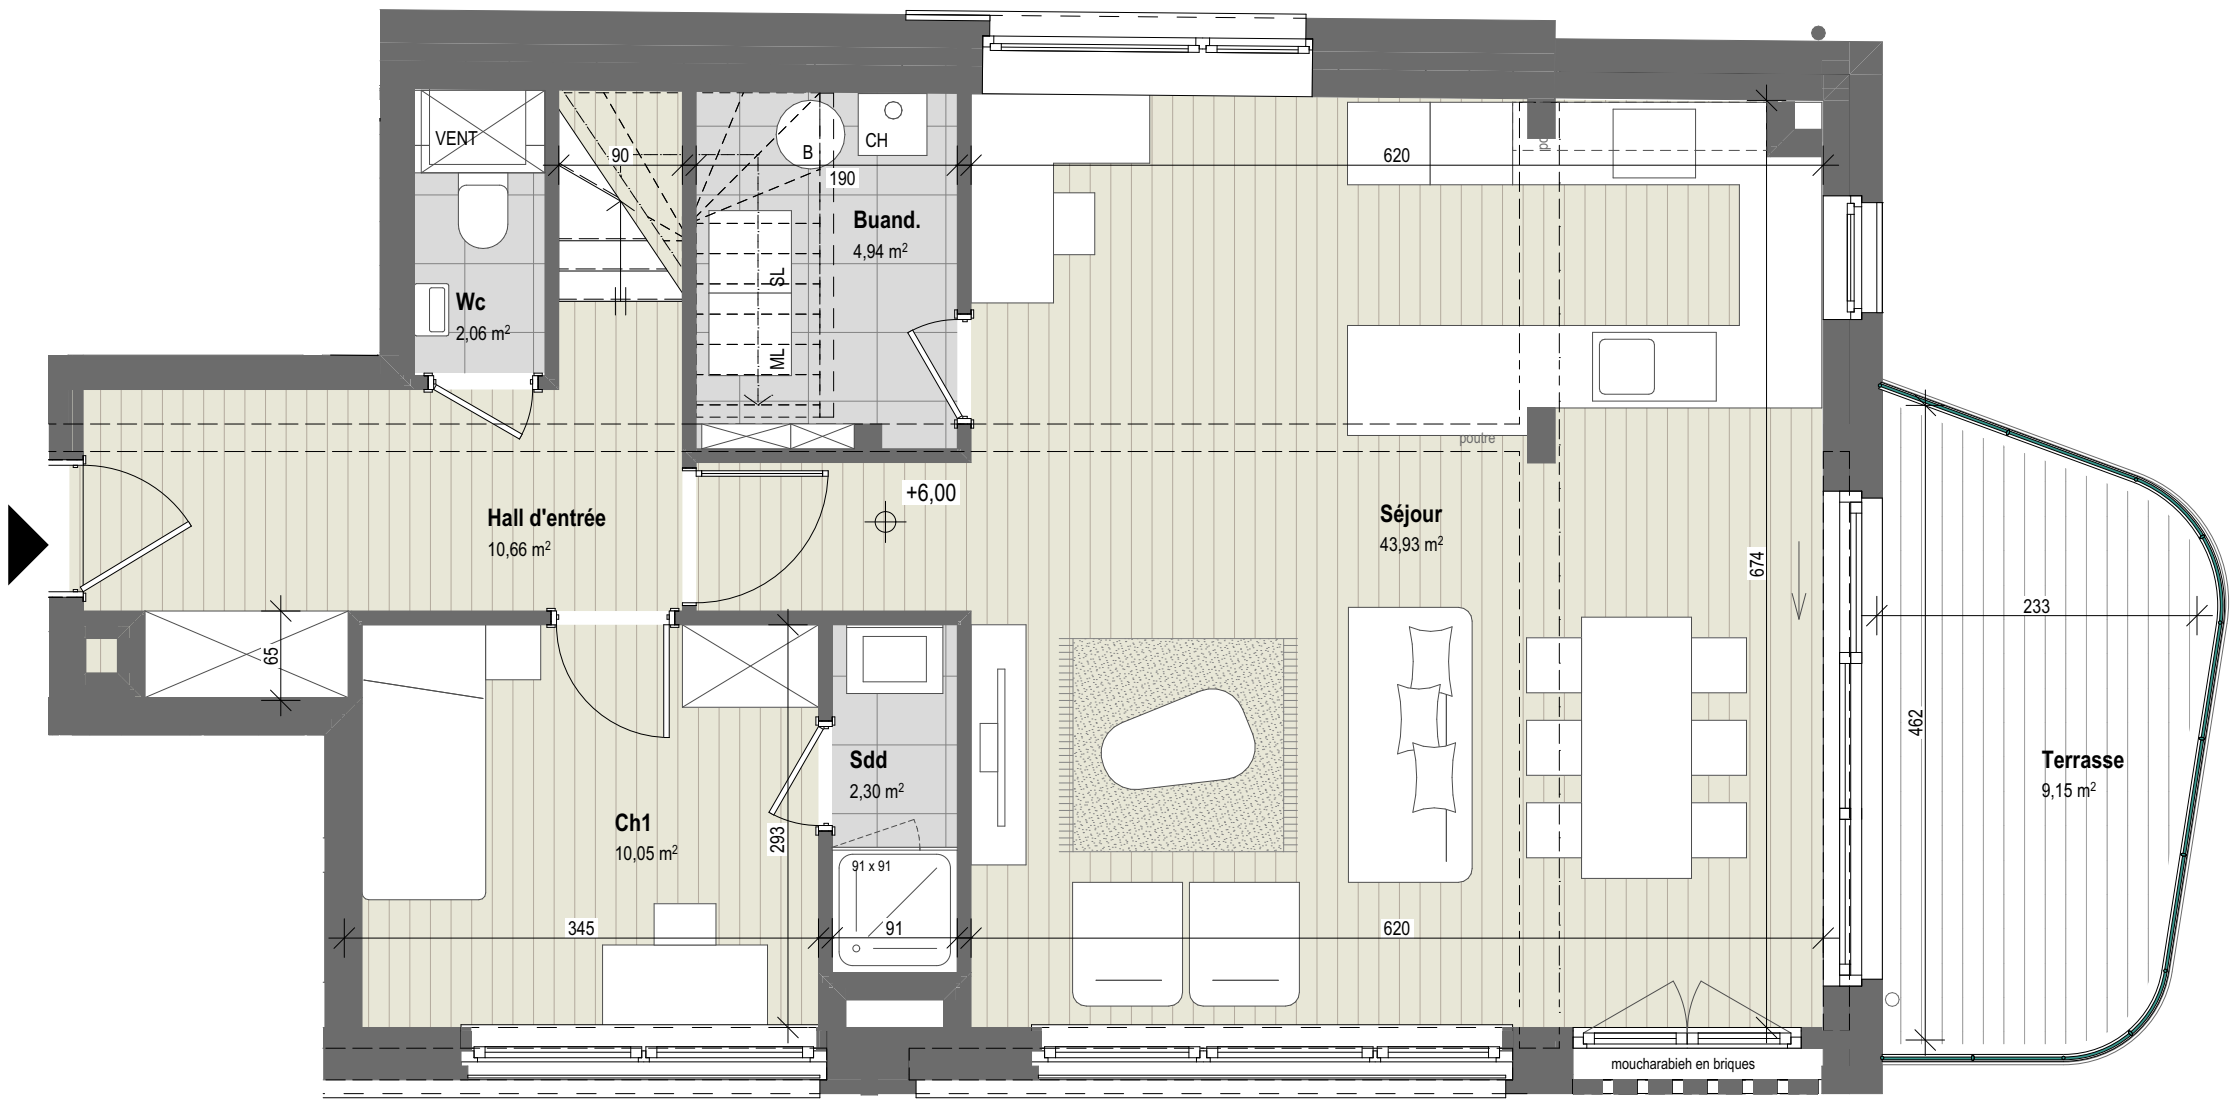 VENT
90
B
CH
190
620
po
Buand.
4,94 m²
SL
Wc
2,06 m²
ML
poutre
+6,00
Hall d'entrée
10,66 m²
Séjour
43,93 m²
674
233
65
462
Sdd
2,30 m²
Terrasse
9,15 m²
Ch1
10,05 m²
293
91 x 91
345
91
620
moucharabieh en briques